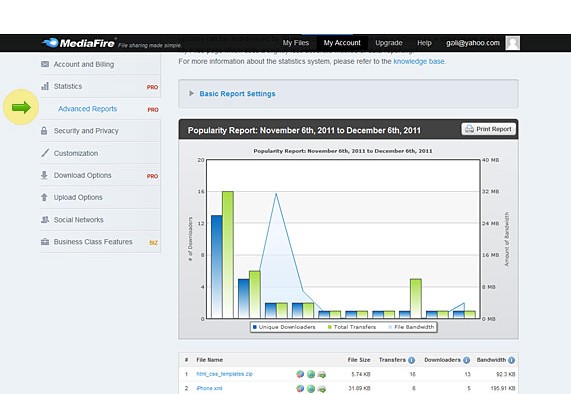 MediaFire File sharing made simple.
My Files My Account Upgrade Help gzali@yahoo.com
For more information about the statistics system, please refer to the knowledge base.
Account and Billing
Statistics PRO
Advanced Reports PRO
Security and Privacy
Customization
Download Options PRO
Upload Options
Social Networks
Business Class Features BIZ
Basic Report Settings
Popularity Report: November 6th, 2011 to December 6th, 2011
Print Report
Popularity Report: November 6th, 2011 to December 6th, 2011
20 40 MB
16 32 MB
12 24 MB
8 16 MB
4 8 MB
0 0 MB
# of Downloaders
Amount of Bandwidth
Unique Downloaders Total Transfers File Bandwidth
# File Name File Size Transfers Downloaders Bandwidth
1 html_css_templates.zip 5.74 KB 16 13 92.3 KB
2 iPhone.xml 31.89 KB 6 5 195.91 KB